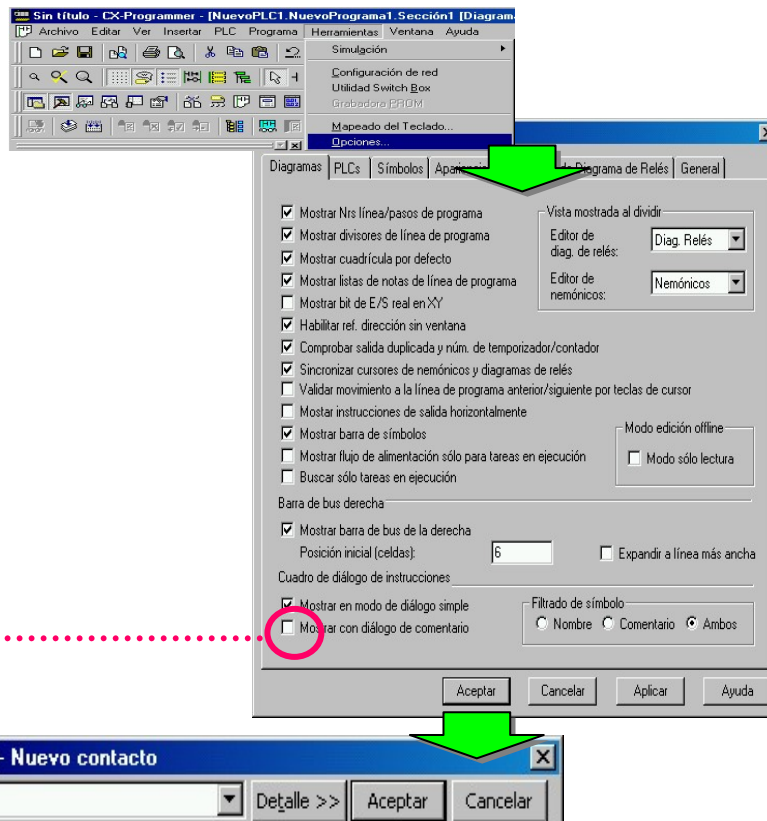 Sin título - CX-Programmer - [NuevoPLC1.NuevoPrograma1.Sección1 [Diagram
Archivo Editar Ver Insertar PLC Programa Herramientas Ventana Ayuda
Simulación
Configuración de red
Utilidad Switch Box
Grabadora PROM
Mapeado del Teclado...
Opciones...
Diagramas PLCs Símbolos de Diagrama de Relés General
Mostrar Nrs línea/pasos de programa
Mostrar divisores de línea de programa
Mostrar cuadrícula por defecto
Mostrar listas de notas de línea de programa
Mostrar bit de E/S real en XY
Habilitar ref. dirección sin ventana
Comprobar salida duplicada y núm. de temporizador/contador
Sincronizar cursores de nemónicos y diagramas de relés
Validar movimiento a la línea de programa anterior/siguiente por teclas de cursor
Mostar instrucciones de salida horizontalmente
Mostrar barra de símbolos
Mostrar flujo de alimentación sólo para tareas en ejecución
Buscar sólo tareas en ejecución
Vista mostrada al dividir
Editor de
diag. de relés:
Diag. Relés
Editor de
nemónicos:
Nemónicos
Modo edición offline
Modo sólo lectura
Barra de bus derecha
Mostrar barra de bus de la derecha
Posición inicial (celdas): 6
Expandir a línea más ancha
Cuadro de diálogo de instrucciones
Mostrar en modo de diálogo simple
Mostrar con diálogo de comentario
Filtrado de símbolo
Nombre Comentario Ambos
Aceptar Cancelar Aplicar Ayuda
- Nuevo contacto
Detalle >> Aceptar Cancelar